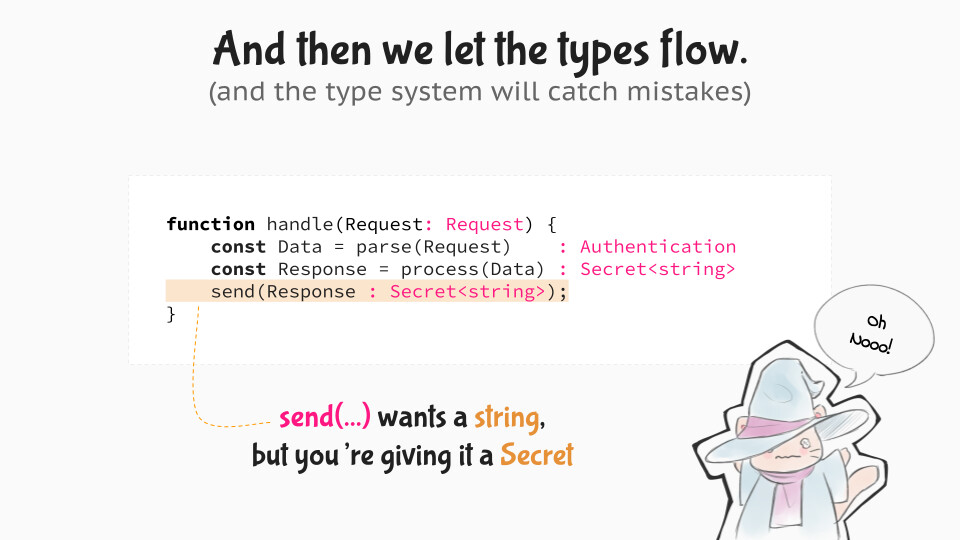 And then we let the types flow.
(and the type system will catch mistakes)
function handle(Request: Request) {
    const Data = parse(Request)    : Authentication
    const Response = process(Data) : Secret<string>
    send(Response : Secret<string>);
}
Oh
Nooo!
send(...) wants a string,
but you're giving it a Secret